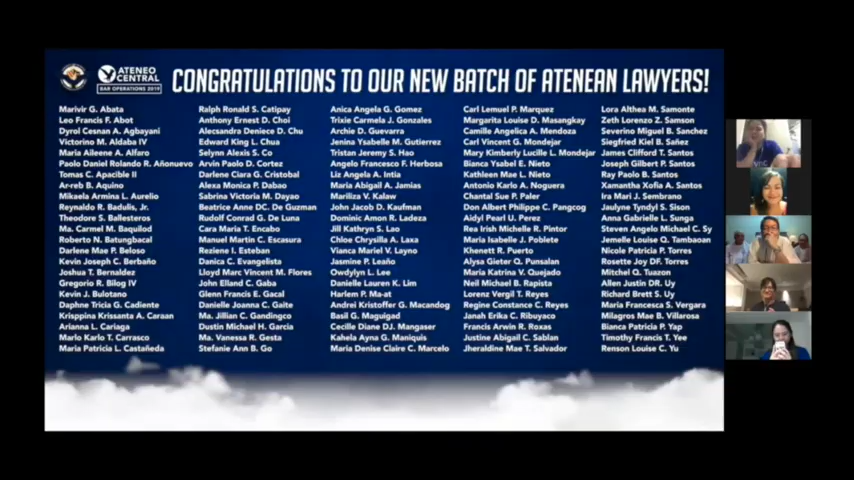 ATENEO
CENTRAL
BAR OPERATIONS 2019
CONGRATULATIONS TO OUR NEW BATCH OF ATENEAN LAWYERS!
Marivir G. Abata
Leo Francis F. Abot
Dyrol Cesnan A. Agbayani
Victorino M. Aldaba IV
Maria Aileene A. Alfaro
Paolo Daniel Rolando R. Añonuevo
Tomas C. Apacible II
Ar-reb B. Aquino
Mikaela Armina L. Aurelio
Reynaldo R. Badulis, Jr.
Theodore S. Ballesteros
Ma. Carmel M. Baquilod
Roberto N. Batungbacal
Darlene Mae P. Beloso
Kevin Joseph C. Berbaño
Joshua T. Bernaldez
Gregorio R. Bilog IV
Kevin J. Bulotano
Daphne Tricia G. Cadiente
Krisppina Krissanta A. Caraan
Arianna L. Cariaga
Marlo Karlo T. Carrasco
Maria Patricia L. Castañeda
Ralph Ronald S. Catipay
Anthony Ernest D. Choi
Alecsandra Deniece D. Chu
Edward King L. Chua
Selynn Alexis S. Co
Arvin Paolo D. Cortez
Darlene Ciara G. Cristobal
Alexa Monica P. Dabao
Sabrina Victoria M. Dayao
Beatrice Anne DC. De Guzman
Rudolf Conrad G. De Luna
Cara Maria T. Encabo
Manuel Martin C. Escasura
Reziene I. Esteban
Danica C. Evangelista
Lloyd Marc Vincent M. Flores
John Elland C. Gaba
Glenn Francis E. Gacal
Danielle Joanna C. Gaite
Ma. Jillian C. Gandingco
Dustin Michael H. Garcia
Ma. Vanessa R. Gesta
Stefanie Ann B. Go
Anica Angela G. Gomez
Trixie Carmela J. Gonzales
Archie D. Guevarra
Jenina Ysabelle M. Gutierrez
Tristan Jeremy S. Hao
Angelo Francesco F. Herbosa
Liz Angela A. Intia
Maria Abigail A. Jamias
Mariliza V. Kalaw
John Jacob D. Kaufman
Dominic Amon R. Ladeza
Jill Kathryn S. Lao
Chloe Chrysilla A. Laxa
Vianca Mariel V. Layno
Jasmine P. Leaño
Owdylyn L. Lee
Danielle Lauren K. Lim
Harlem P. Ma-at
Andrei Kristoffer G. Macandog
Basil G. Maguigad
Cecille Diane DJ. Mangaser
Kahela Ayna G. Maniquis
Maria Denise Claire C. Marcelo
Carl Lemuel P. Marquez
Margarita Louise D. Masangkay
Camille Angelica A. Mendoza
Carl Vincent G. Mondejar
Mary Kimberly Lucille M. Mondejar
Bianca Ysabel E. Nieto
Kathleen Mae L. Nieto
Antonio Karlo A. Noguera
Chantal Sue P. Paler
Don Albert Philippe C. Pangcog
Aidyl Pearl U. Perez
Rea Irish Michelle R. Pintor
Maria Isabelle J. Poblete
Khenett R. Puerto
Alysa Gieter Q. Punsalan
Maria Katrina V. Quejado
Neil Michael B. Rapista
Lorenz Vergil T. Reyes
Regine Constance C. Reyes
Janah Erika C. Ribuyaco
Francis Arwin R. Roxas
Justine Abigail C. Sablan
Jheraldine Mae T. Salvador
Lora Althea M. Samonte
Zeth Lorenzo Z. Samson
Severino Miguel B. Sanchez
Siegfried Kiel B. Sañez
James Clifford T. Santos
Joseph Gilbert P. Santos
Ray Paolo B. Santos
Xamantha Xofia A. Santos
Ira Mari J. Sembrano
Anna Gabrielle L. Sunga
Steven Angelo Michael C. Sy
Jemelle Louise Q. Tambaoan
Nicole Patricia N. Torres
Rosette Joy DF. Torres
Mitchel Q. Tuazon
Allen Justin DR. Uy
Richard Brett S. Uy
Maria Francesca S. Vergara
Milagros Mae B. Villarosa
Bianca Patricia P. Yap
Timothy Francis T. Yee
Renson Louise C. Yu
Jaulyne Tyndyl S. Sison